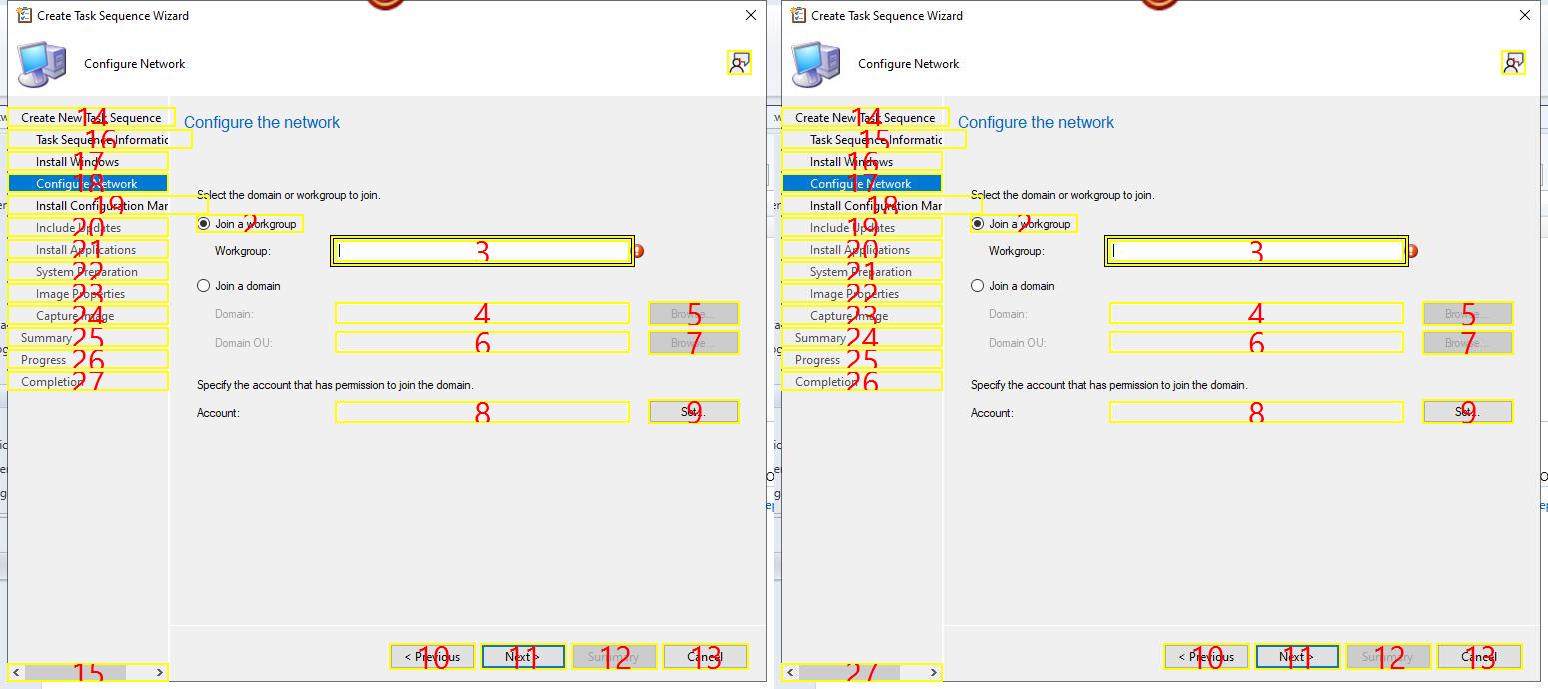 Create Task Sequence Wizard
Configure Network
14
Create New Task Sequence
16
Task Sequence Informatic
17
Install Windows
18
Configure Network
19
Install Configuration Mar
20
Include Updates
21
Install Applications
22
System Preparation
23
Image Properties
24
Capture Image
25
Summary
26
Progress
27
Completion
15
Configure the network
Select the domain or workgroup to join.
2
Join a workgroup
Workgroup:
3
Join a domain
Domain:
4
Browse...
5
Domain OU:
6
Browse...
7
Specify the account that has permission to join the domain.
Account:
8
Set...
9
< Previous
10
Next >
11
Summary
12
Cancel
13
Create Task Sequence Wizard
Configure Network
14
Create New Task Sequence
15
Task Sequence Informatic
16
Install Windows
17
Configure Network
18
Install Configuration Mar
19
Include Updates
20
Install Applications
21
System Preparation
22
Image Properties
23
Capture Image
24
Summary
25
Progress
26
Completion
27
Configure the network
Select the domain or workgroup to join.
2
Join a workgroup
Workgroup:
3
Join a domain
Domain:
4
Browse...
5
Domain OU:
6
Browse...
7
Specify the account that has permission to join the domain.
Account:
8
Set...
9
< Previous
10
Next >
11
Summary
12
Cancel
13